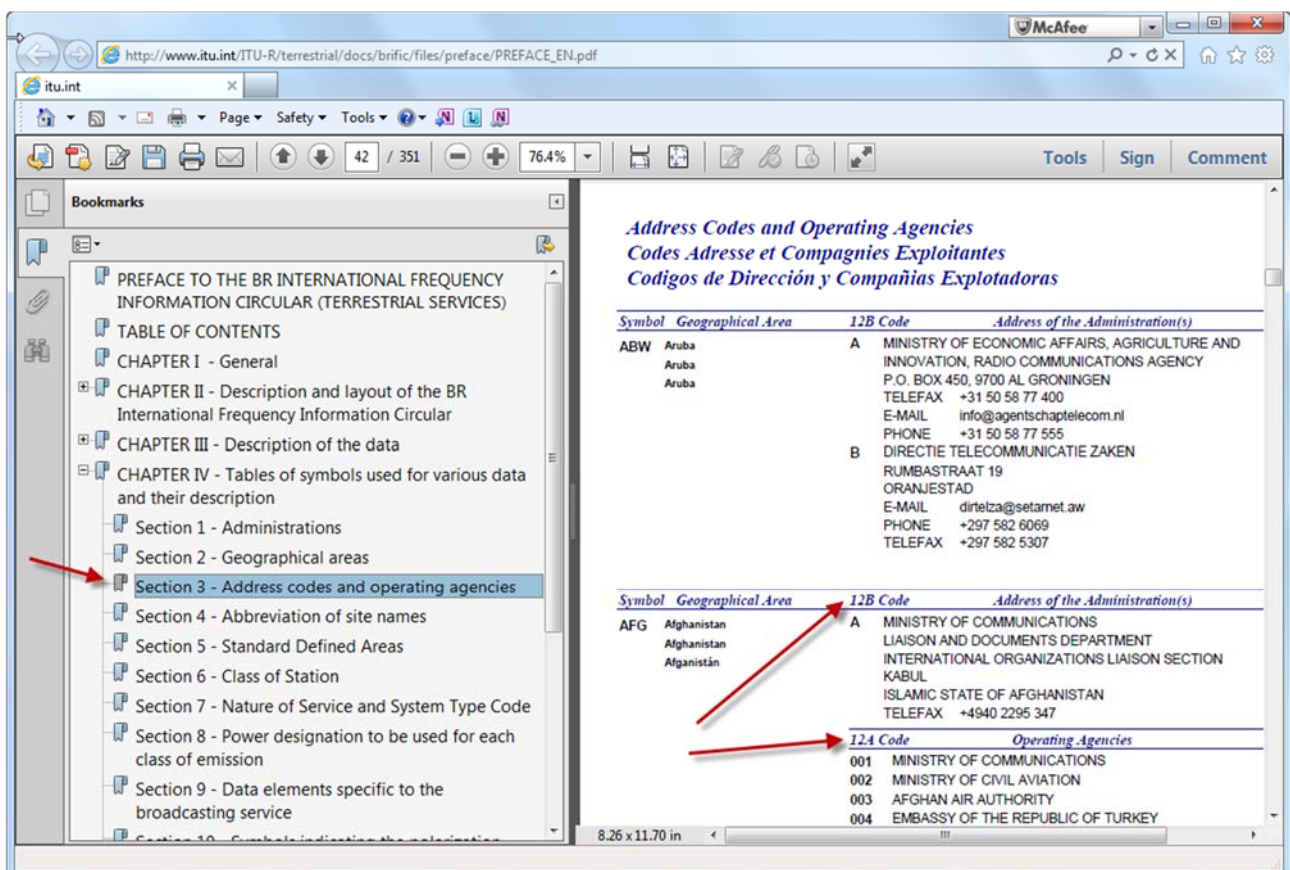 McAfee
http://www.itu.int/ITU-R/terrestrial/docs/brific/files/preface/PREFACE_EN.pdf
itu.int
Page Safety Tools
42 / 351 76.4% Tools Sign Comment
Bookmarks
PREFACE TO THE BR INTERNATIONAL FREQUENCY
INFORMATION CIRCULAR (TERRESTRIAL SERVICES)
TABLE OF CONTENTS
CHAPTER I - General
CHAPTER II - Description and layout of the BR
International Frequency Information Circular
CHAPTER III - Description of the data
CHAPTER IV - Tables of symbols used for various data
and their description
Section 1 - Administrations
Section 2 - Geographical areas
Section 3 - Address codes and operating agencies
Section 4 - Abbreviation of site names
Section 5 - Standard Defined Areas
Section 6 - Class of Station
Section 7 - Nature of Service and System Type Code
Section 8 - Power designation to be used for each
class of emission
Section 9 - Data elements specific to the
broadcasting service
Section 10 - Symbols indicating the polarization
Address Codes and Operating Agencies
Codes Adresse et Compagnies Exploitantes
Codigos de Dirección y Compañias Explotadoras
Symbol Geographical Area 12B Code Address of the Administration(s)
ABW Aruba A MINISTRY OF ECONOMIC AFFAIRS, AGRICULTURE AND
Aruba INNOVATION, RADIO COMMUNICATIONS AGENCY
Aruba P.O. BOX 450, 9700 AL GRONINGEN
TELEFAX +31 50 58 77 400
E-MAIL info@agentschaptelecom.nl
PHONE +31 50 58 77 555
B DIRECTIE TELECOMMUNICATIE ZAKEN
RUMBASTRAAT 19
ORANJESTAD
E-MAIL dirtelza@setarnet.aw
PHONE +297 582 6069
TELEFAX +297 582 5307
Symbol Geographical Area 12B Code Address of the Administration(s)
AFG Afghanistan A MINISTRY OF COMMUNICATIONS
Afghanistan LIAISON AND DOCUMENTS DEPARTMENT
Afganistán INTERNATIONAL ORGANIZATIONS LIAISON SECTION
KABUL
ISLAMIC STATE OF AFGHANISTAN
TELEFAX +4940 2295 347
12A Code Operating Agencies
001 MINISTRY OF COMMUNICATIONS
002 MINISTRY OF CIVIL AVIATION
003 AFGHAN AIR AUTHORITY
004 EMBASSY OF THE REPUBLIC OF TURKEY
8.26 x 11.70 in